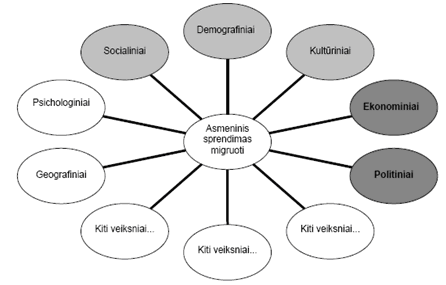 Demografiniai
Socialiniai
Kultūriniai
Psichologiniai
Ekonominiai
Asmeninis
sprendimas
migruoti
Geografiniai
Politiniai
Kiti veiksniai...
Kiti veiksniai...
Kiti veiksniai...